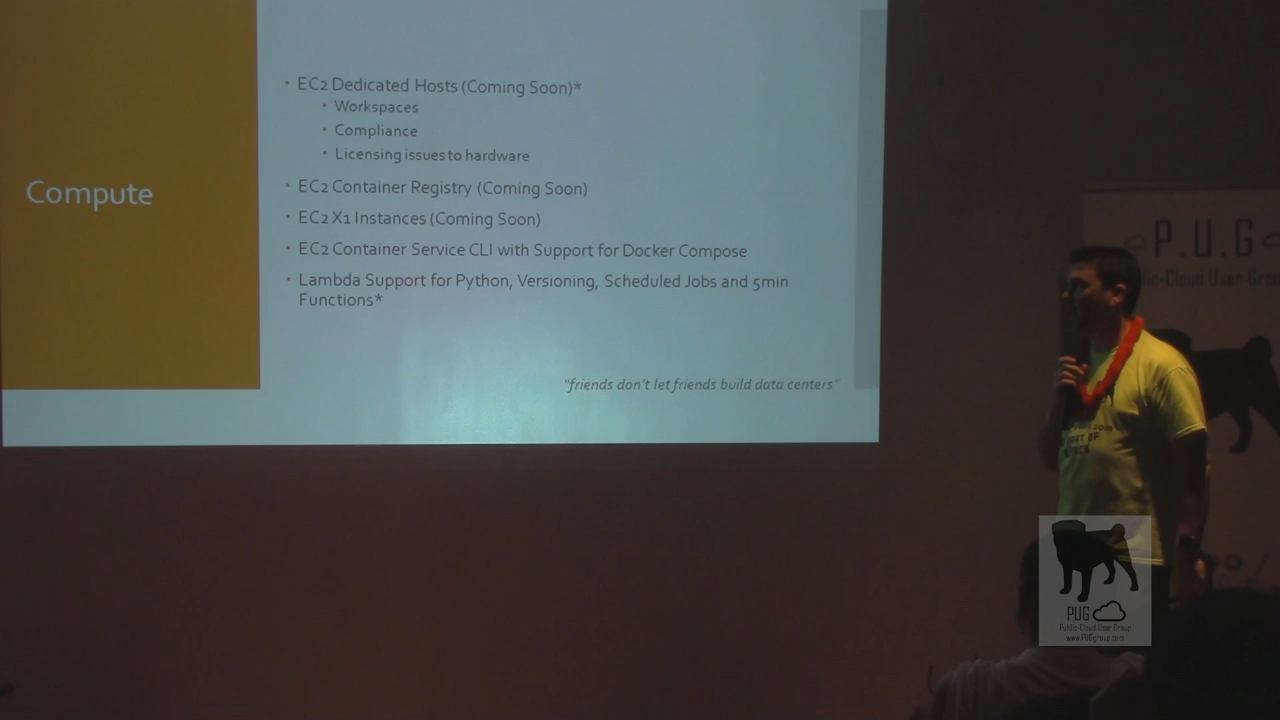 Compute
• EC2 Dedicated Hosts (Coming Soon)*
• Workspaces
• Compliance
• Licensing issues to hardware
• EC2 Container Registry (Coming Soon)
• EC2 X1 Instances (Coming Soon)
• EC2 Container Service CLI with Support for Docker Compose
• Lambda Support for Python, Versioning, Scheduled Jobs and 5min
Functions*
"friends don't let friends build data centers"
P.U.G
Cloud User
PUG
Public-Cloud User Group
www.PUGgroup.com